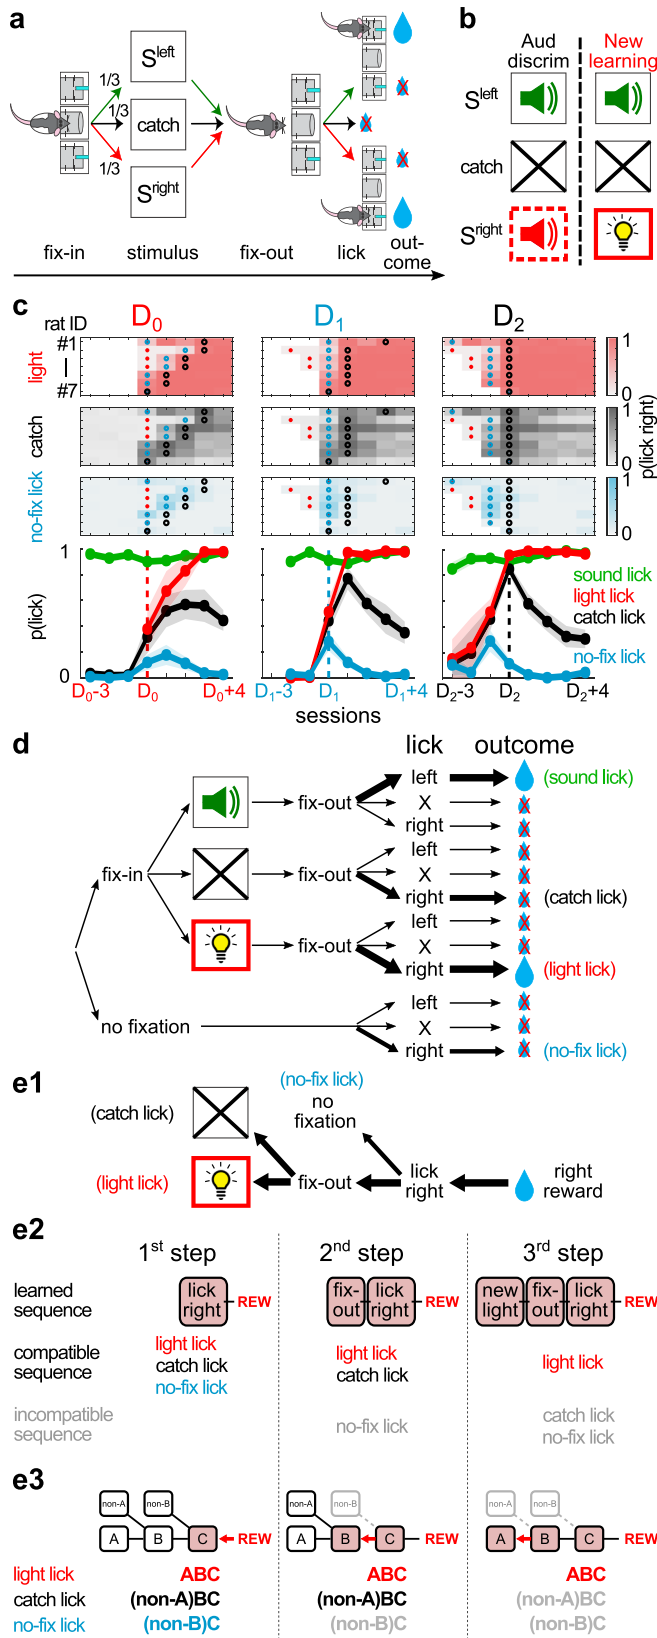 a
S^left
1/3
1/3 catch
1/3
S^right
fix-in stimulus fix-out lick out-come
b
Aud discrim New learning
S^left
catch
S^right
c
rat ID D₀ D₁ D₂
#1
light
#7
catch
no-fix lick
1
0
1
0
1
0
p(lick right)
1
p(lick)
0
sound lick
light lick
catch lick
no-fix lick
D₀-3 D₀ D₀+4 D₁-3 D₁ D₁+4 D₂-3 D₂ D₂+4
sessions
d
lick outcome
left (sound lick)
fix-out X
right
left
fix-in fix-out X
right (catch lick)
left
fix-out X
right (light lick)
left
no fixation X
right (no-fix lick)
e1
(no-fix lick)
(catch lick) no fixation
(light lick) fix-out lick right right reward
e2
1st step 2nd step 3rd step
learned sequence lick right REW fix-out lick right REW new light fix-out lick right REW
compatible sequence
light lick
catch lick
no-fix lick
light lick
catch lick
light lick
incompatible sequence
no-fix lick
catch lick
no-fix lick
e3
non-A non-B non-A non-B non-A non-B
A B C REW A B C REW A B C REW
light lick ABC ABC ABC
catch lick (non-A)BC (non-A)BC (non-A)BC
no-fix lick (non-B)C (non-B)C (non-B)C